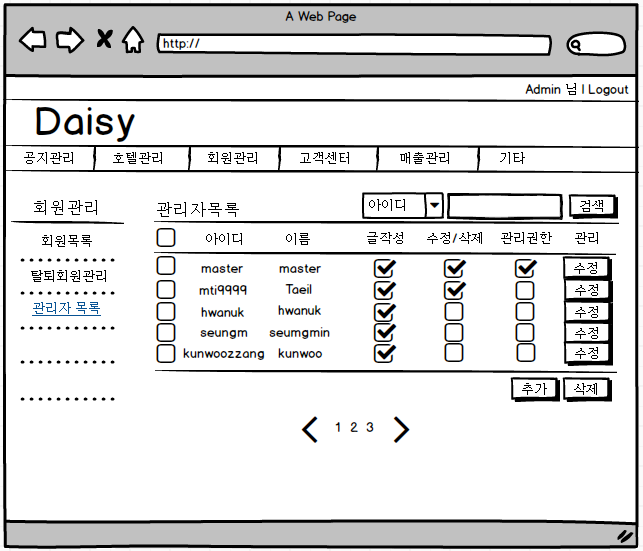 A Web Page
http://
Admin 님 | Logout
Daisy
공지관리 호텔관리 회원관리 고객센터 매출관리 기타
회원관리
회원목록
탈퇴회원관리
관리자 목록
관리자목록 아이디 검색
아이디 이름 글작성 수정/삭제 관리권한 관리
master master 수정
mti9999 Taeil 수정
hwanuk hwanuk 수정
seungm seumgmin 수정
kunwoozzang kunwoo 수정
추가 삭제
1 2 3